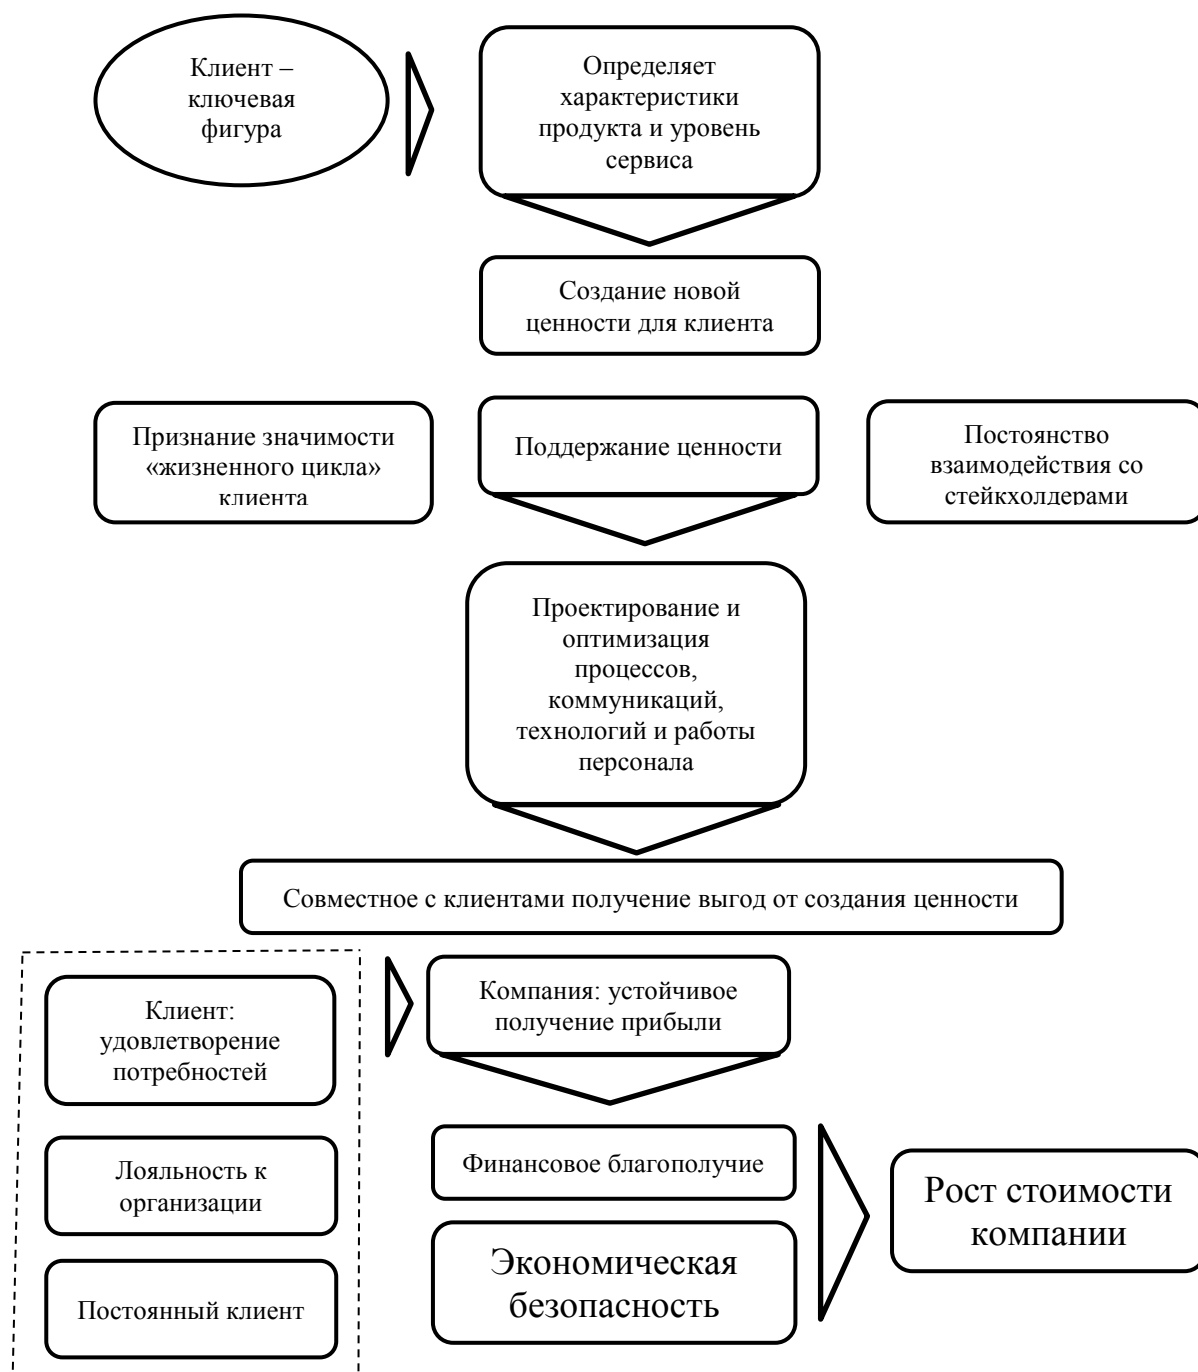 Клиент –
ключевая
фигура
Определяет
характеристики
продукта и уровень
сервиса
Создание новой
ценности для клиента
Признание значимости
«жизненного цикла»
клиента
Поддержание ценности
Постоянство
взаимодействия со
стейкхолдерами
Проектирование и
оптимизация
процессов,
коммуникаций,
технологий и работы
персонала
Совместное с клиентами получение выгод от создания ценности
Клиент:
удовлетворение
потребностей
Компания: устойчивое
получение прибыли
Лояльность к
организации
Финансовое благополучие
Рост стоимости
компании
Экономическая
безопасность
Постоянный клиент